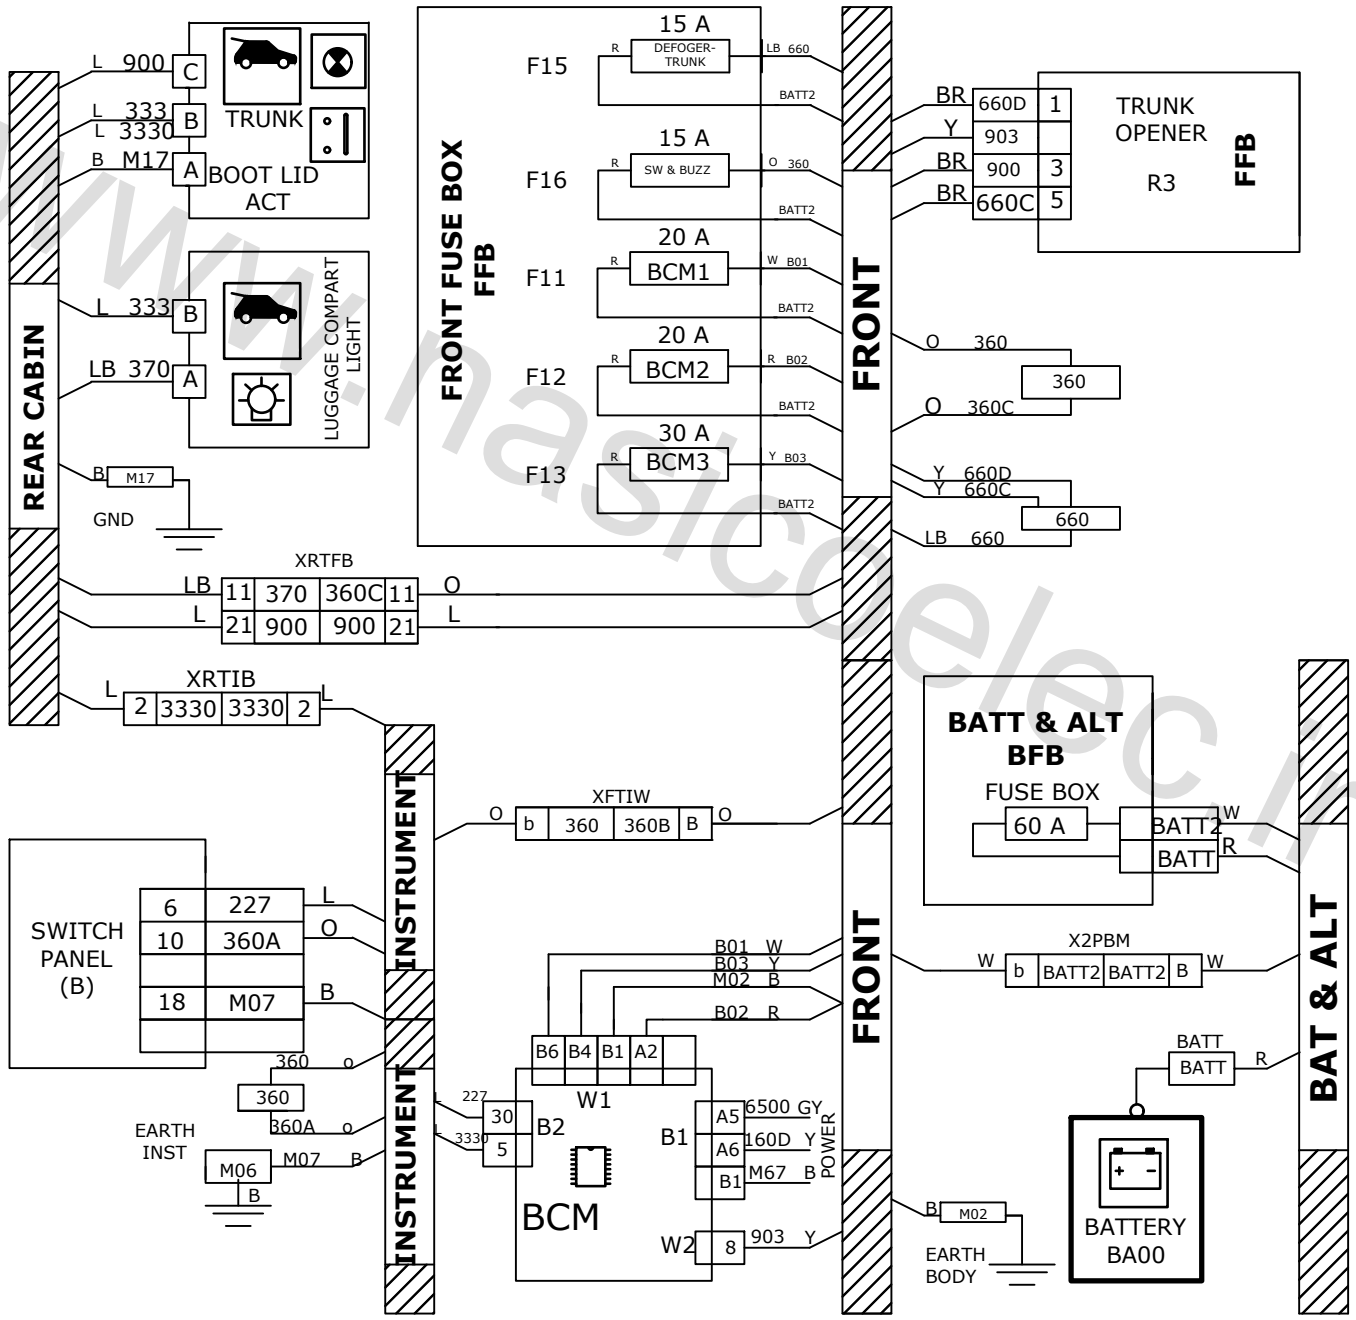 L 900 C
L 333 B
L 3330
B M17 A
TRUNK
BOOT LID
ACT
L 333 B
LB 370 A
LUGGAGE COMPART
LIGHT
REAR CABIN
B M17
GND
FRONT FUSE BOX
FFB
15 A
F15 R DEFOGER-
TRUNK
LB 660
BATT2
15 A
F16 R SW & BUZZ O 360
BATT2
20 A
F11 R BCM1 W B01
BATT2
20 A
F12 R BCM2 R B02
BATT2
30 A
F13 R BCM3 Y B03
BATT2
FRONT
BR 660D 1
Y 903
BR 900 3
BR 660C 5
TRUNK
OPENER
R3
FFB
O 360
360
O 360C
Y 660D
Y 660C
660
LB 660
XRTFB
LB 11 370 360C 11 O
L 21 900 900 21 L
XRTIB
L 2 3330 3330 2 L
INSTRUMENT
XFTIW
O b 360 360B B O
BATT & ALT
BFB
FUSE BOX
60 A
BATT2 W
BATT R
SWITCH
PANEL
(B)
6 227 L
10 360A O
18 M07 B
360 o
360
360A o
EARTH
INST
M06
M07 B
B
INSTRUMENT
B01 W
B03 Y
M02 B
B02 R
B6 B4 B1 A2
W1
L 227 30
L 3330 5
B2
BCM
B1
A5 6500 GY
A6 160D Y
B1 M67 B
POWER
W2 8 903 Y
FRONT
X2PBM
W b BATT2 BATT2 B W
BATT
BATT R
BATTERY
BA00
B M02
EARTH
BODY
BAT & ALT
www.nasicoelec.ir